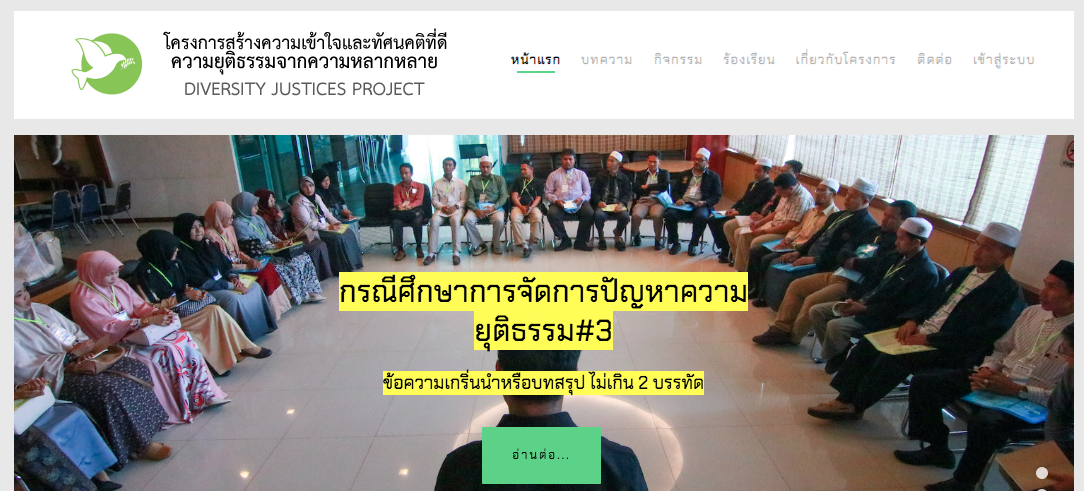 โครงการสร้างความเข้าใจและทัศนคติที่ดี
ความยุติธรรมจากความหลากหลาย
DIVERSITY JUSTICES PROJECT
หน้าแรก บทความ กิจกรรม ร้องเรียน เกี่ยวกับโครงการ ติดต่อ เข้าสู่ระบบ
กรณีศึกษาการจัดการปัญหาความ
ยุติธรรม#3
ข้อความเกริ่นนำหรือบทสรุป ไม่เกิน 2 บรรทัด
อ่านต่อ...